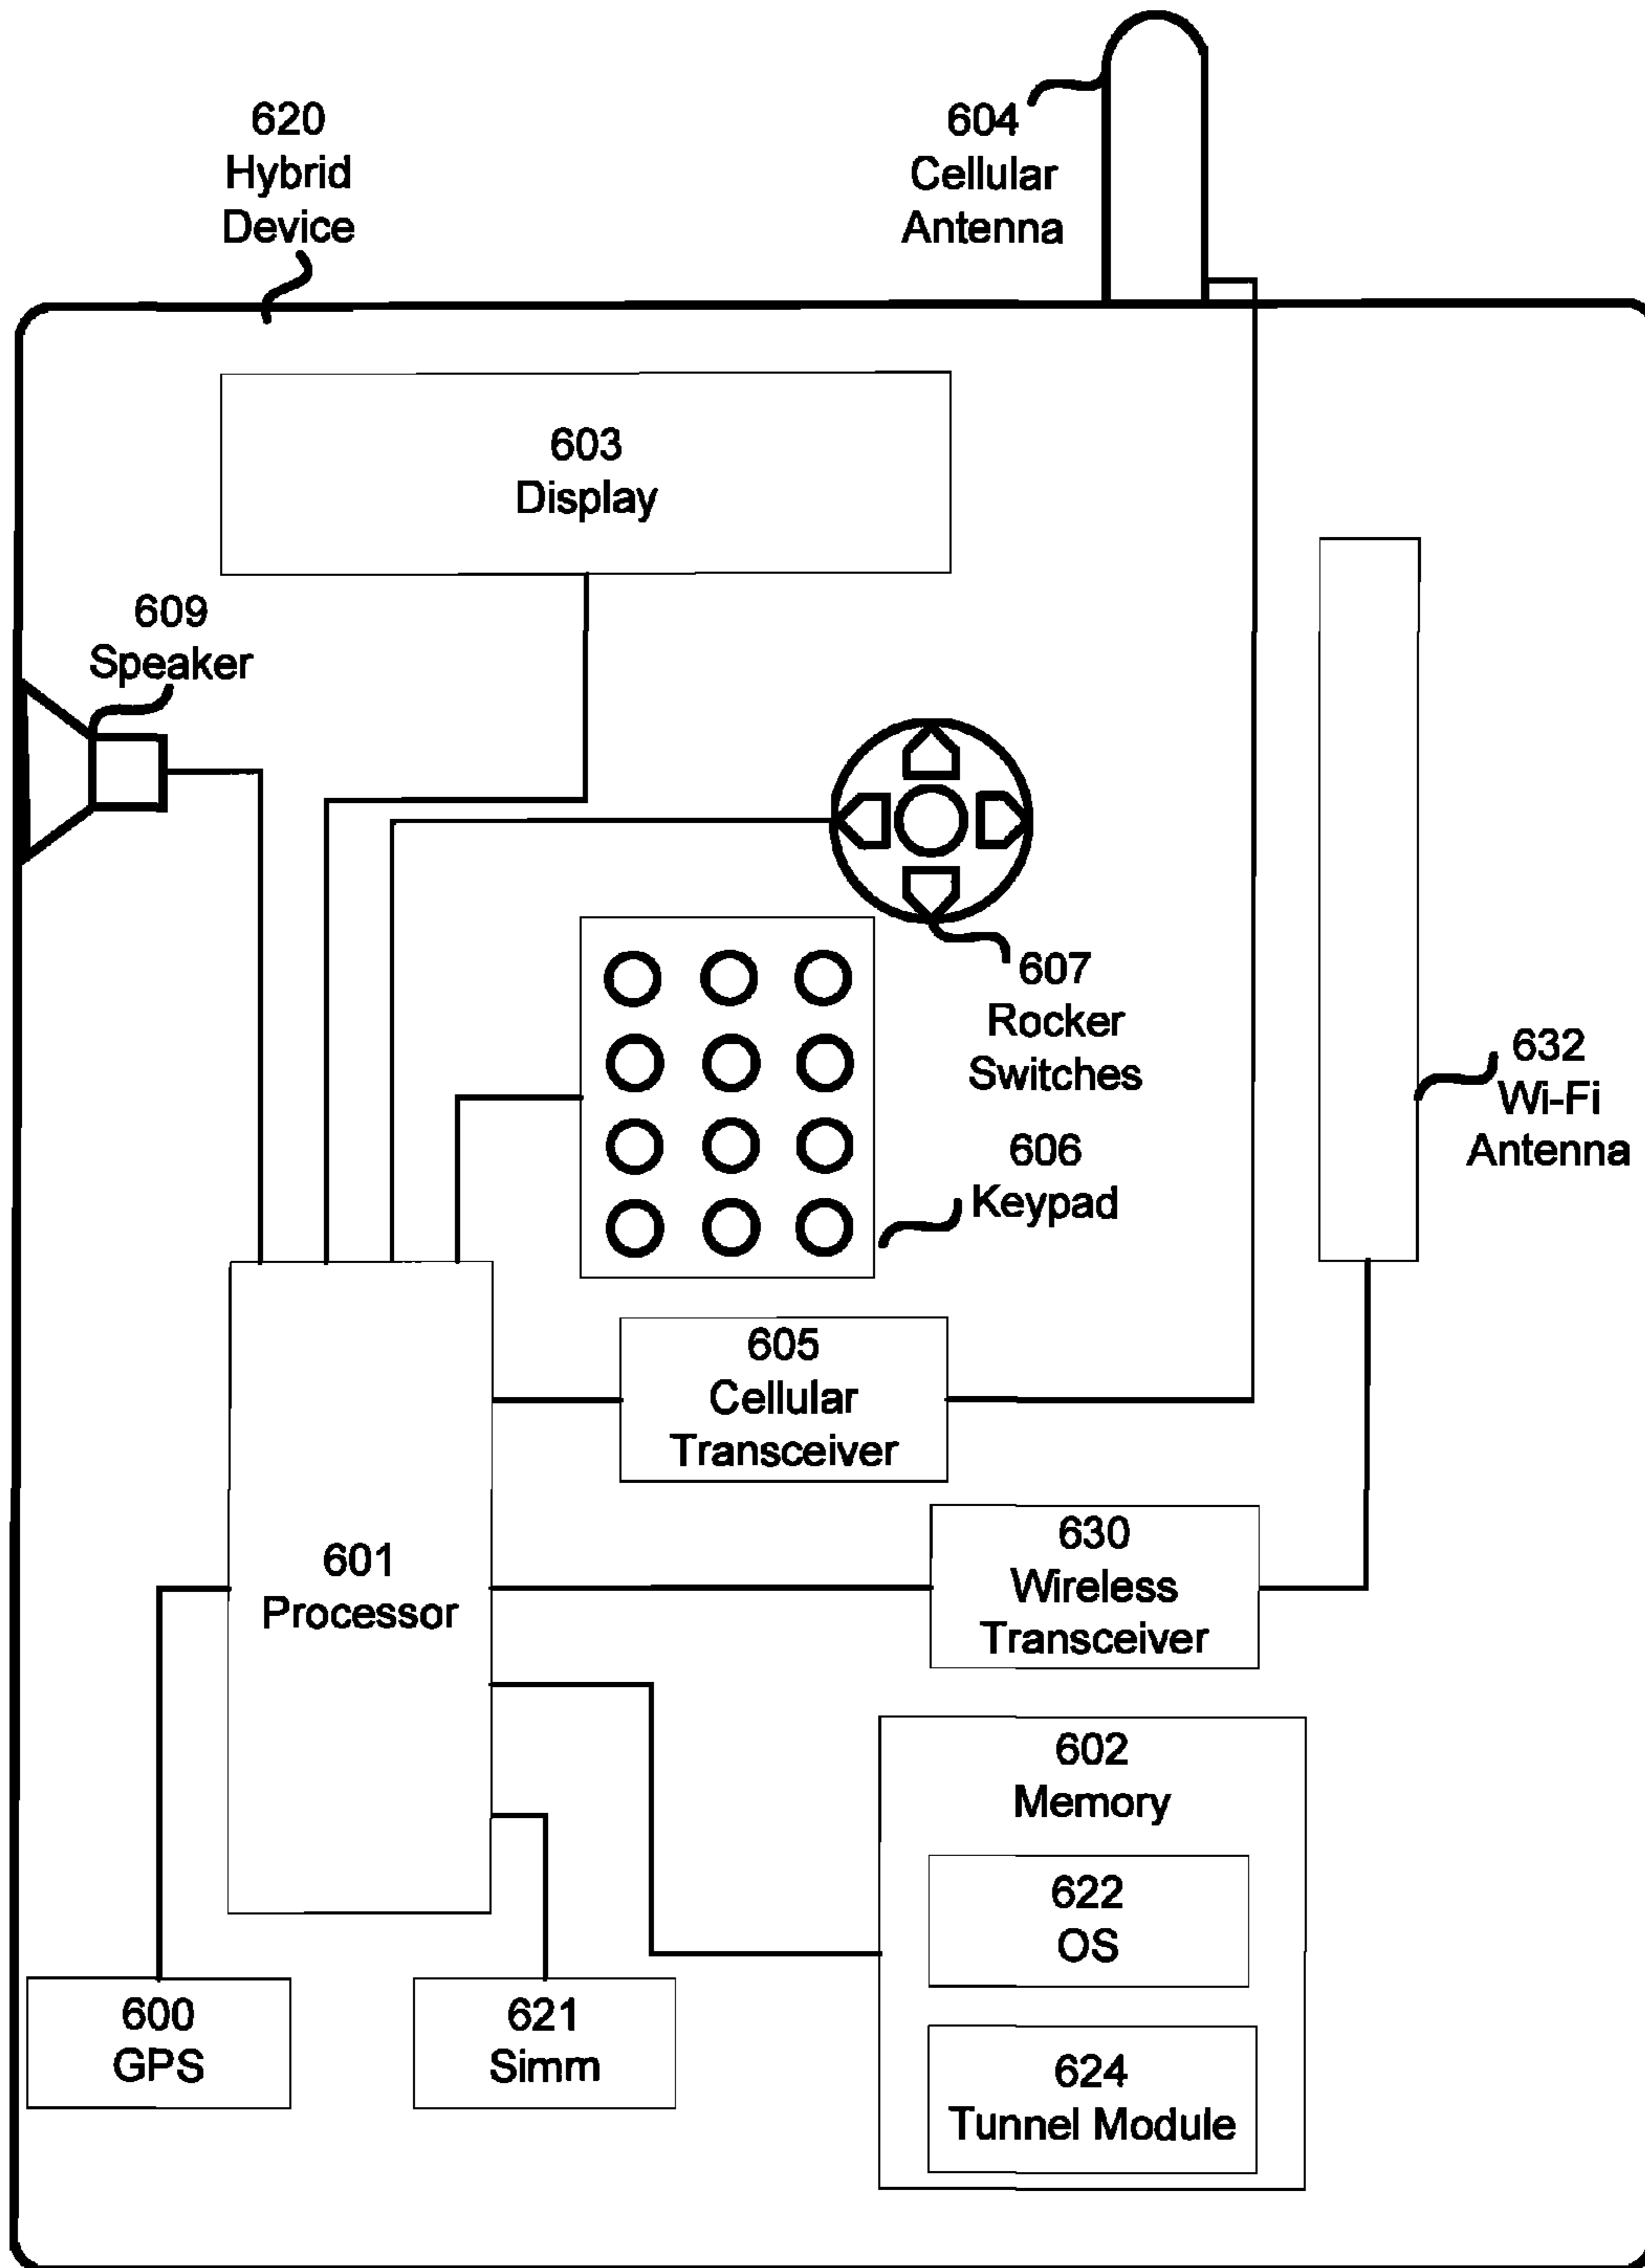 620
Hybrid
Device
604
Cellular
Antenna
603
Display
609
Speaker
607
Rocker
Switches
632
Wi-Fi
Antenna
606
Keypad
605
Cellular
Transceiver
601
Processor
630
Wireless
Transceiver
602
Memory
622
OS
600
GPS
621
Simm
624
Tunnel Module